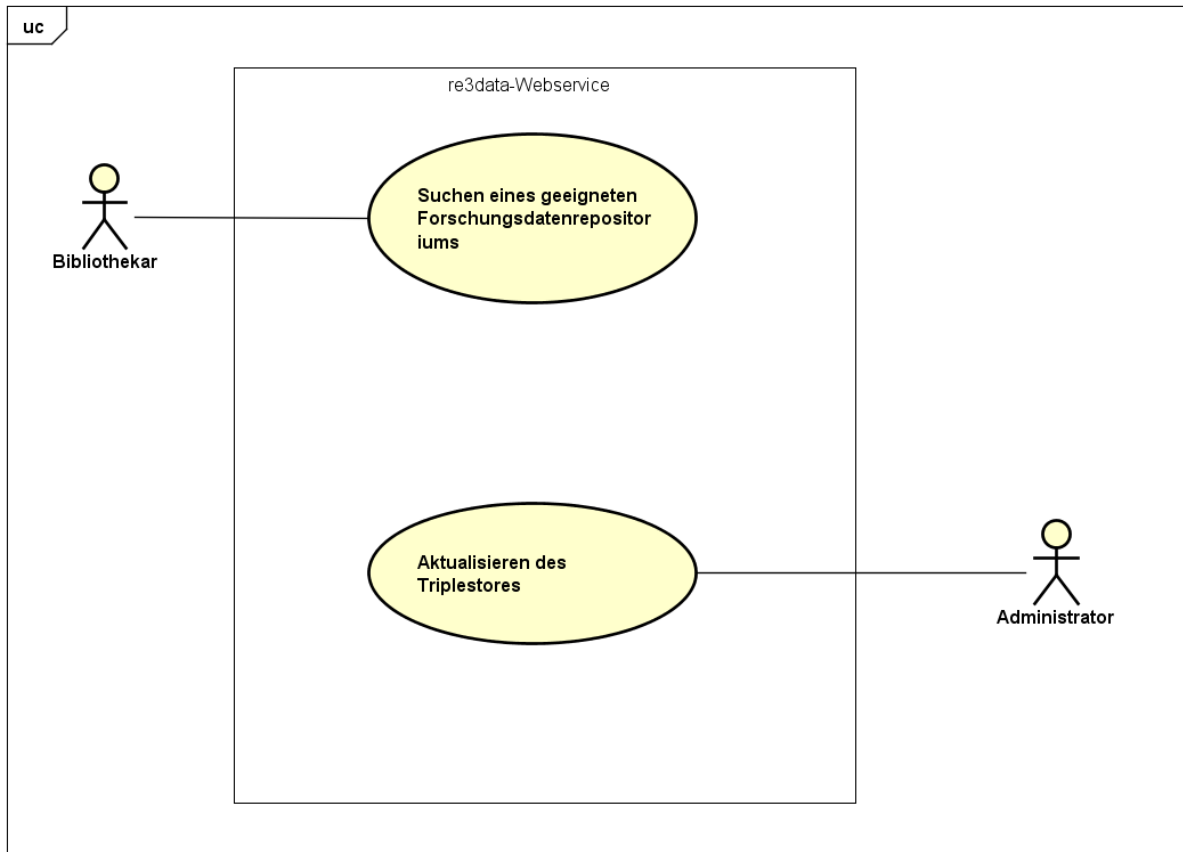 uc
re3data-Webservice
Suchen eines geeigneten
Forschungsdatenrepositor
iums
Bibliothekar
Aktualisieren des
Triplestores
Administrator